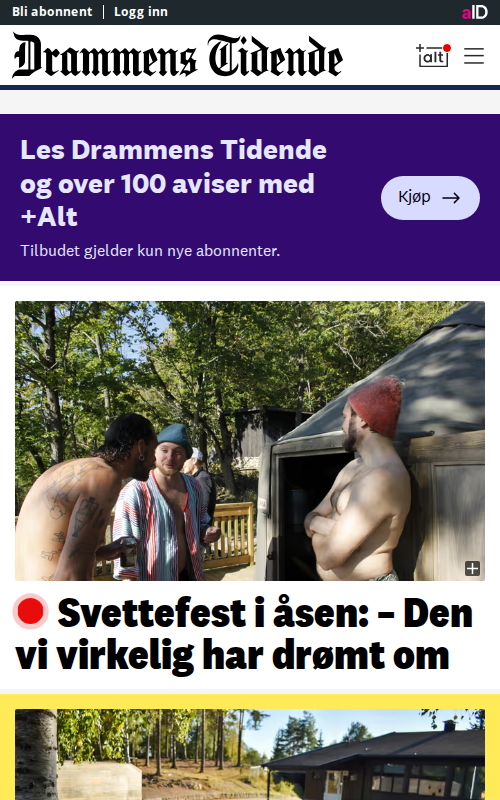 Bli abonnent | Logg inn
aID
Drammens Tidende
+alt
Les Drammens Tidende
og over 100 aviser med
+Alt
Kjøp →
Tilbudet gjelder kun nye abonnenter.
Svettefest i åsen: – Den
vi virkelig har drømt om